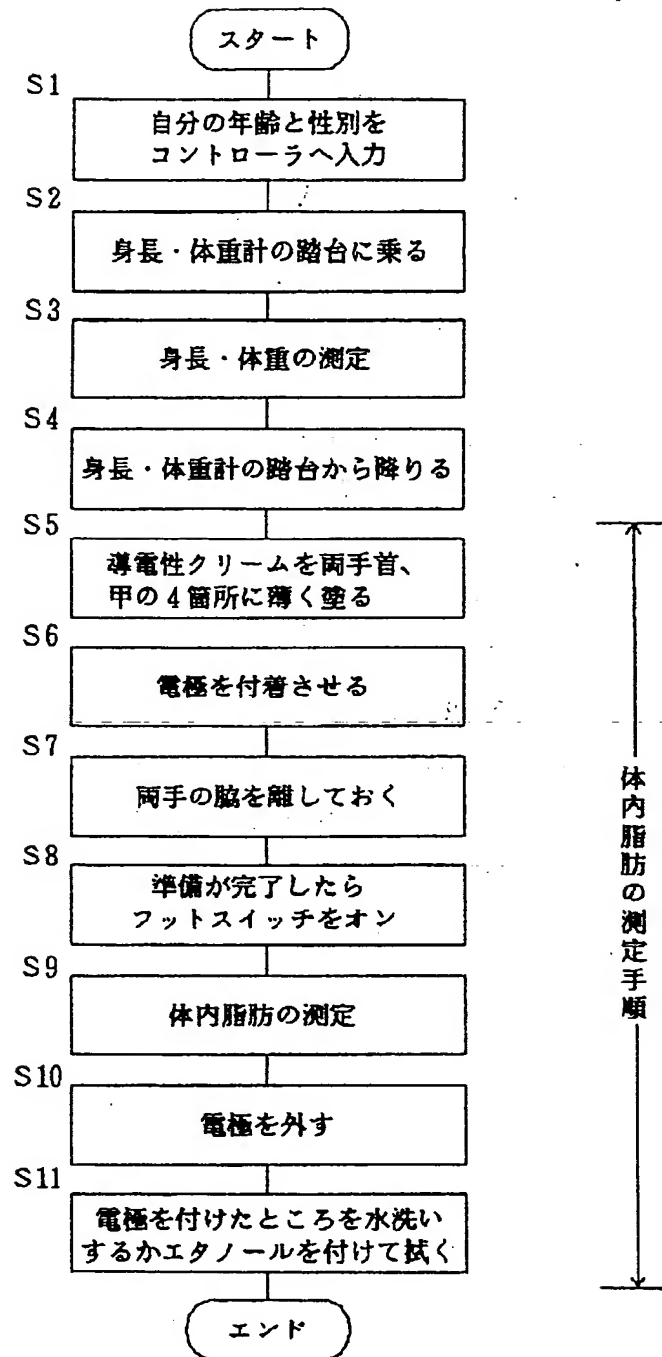 スタート
S1
自分の年齢と性別を
コントローラへ入力
S2
身長・体重計の踏台に乗る
S3
身長・体重の測定
S4
身長・体重計の踏台から降りる
S5
導電性クリームを両手首、
甲の4箇所に薄く塗る
S6
電極を付着させる
S7
両手の脇を離しておく
S8
準備が完了したら
フットスイッチをオン
S9
体内脂肪の測定
S10
電極を外す
S11
電極を付けたところを水洗い
するかエタノールを付けて拭く
エンド
体内脂肪の測定手順